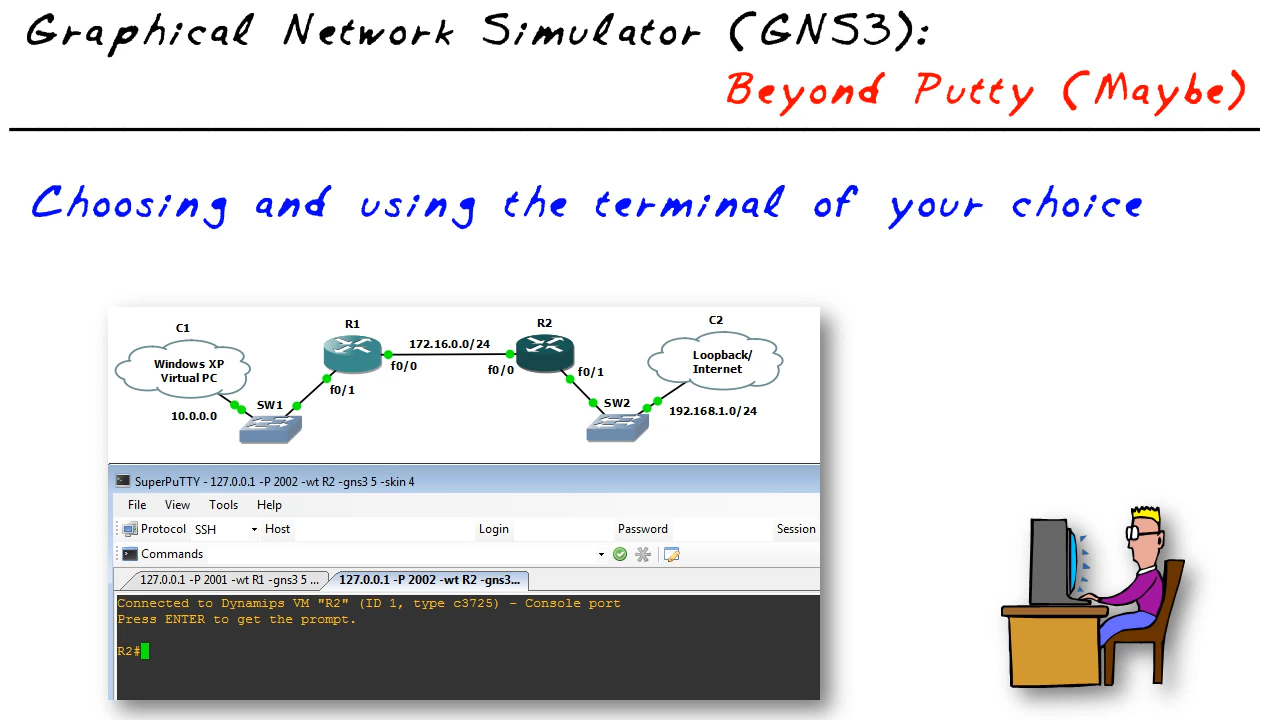 Graphical Network Simulator (GNS3):
Beyond Putty (Maybe)
Choosing and using the terminal of your choice
C1
R1
R2
C2
Windows XP
Virtual PC
172.16.0.0/24
Loopback/
Internet
f0/0
f0/0
f0/1
f0/1
10.0.0.0
SW1
SW2
192.168.1.0/24
SuperPuTTY - 127.0.0.1 -P 2002 -wt R2 -gns3 5 -skin 4
File View Tools Help
Protocol SSH Host Login Password Session
Commands
127.0.0.1 -P 2001 -wt R1 -gns3 5 ... 127.0.0.1 -P 2002 -wt R2 -gns3...
Connected to Dynamips VM "R2" (ID 1, type c3725) - Console port
Press ENTER to get the prompt.
R2#